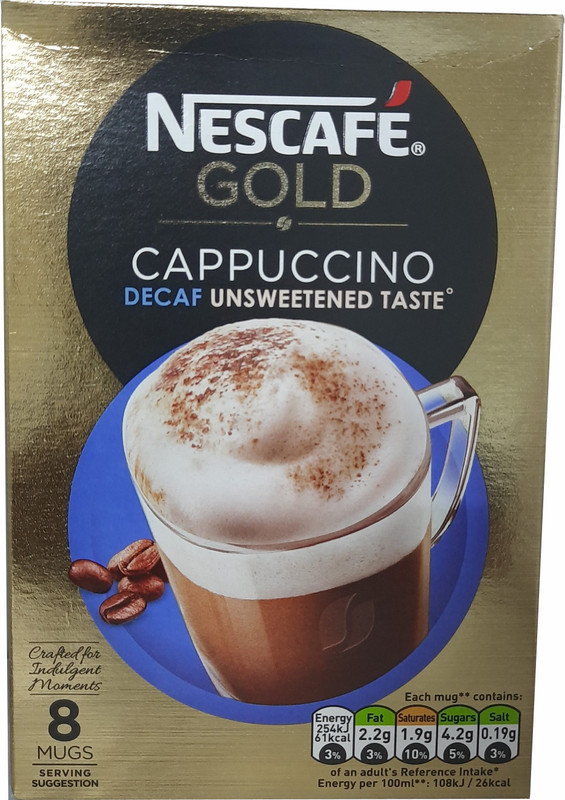 NESCAFÉ®
GOLD
CAPPUCCINO
DECAF UNSWEETENED TASTE°
Crafted for
Indulgent
Moments
8
MUGS
SERVING
SUGGESTION
Each mug** contains:
Energy Fat Saturates Sugars Salt
254kJ
61kcal 2.2g 1.9g 4.2g 0.19g
3% 3% 10% 5% 3%
of an adult's Reference Intake*
Energy per 100ml**: 108kJ / 26kcal